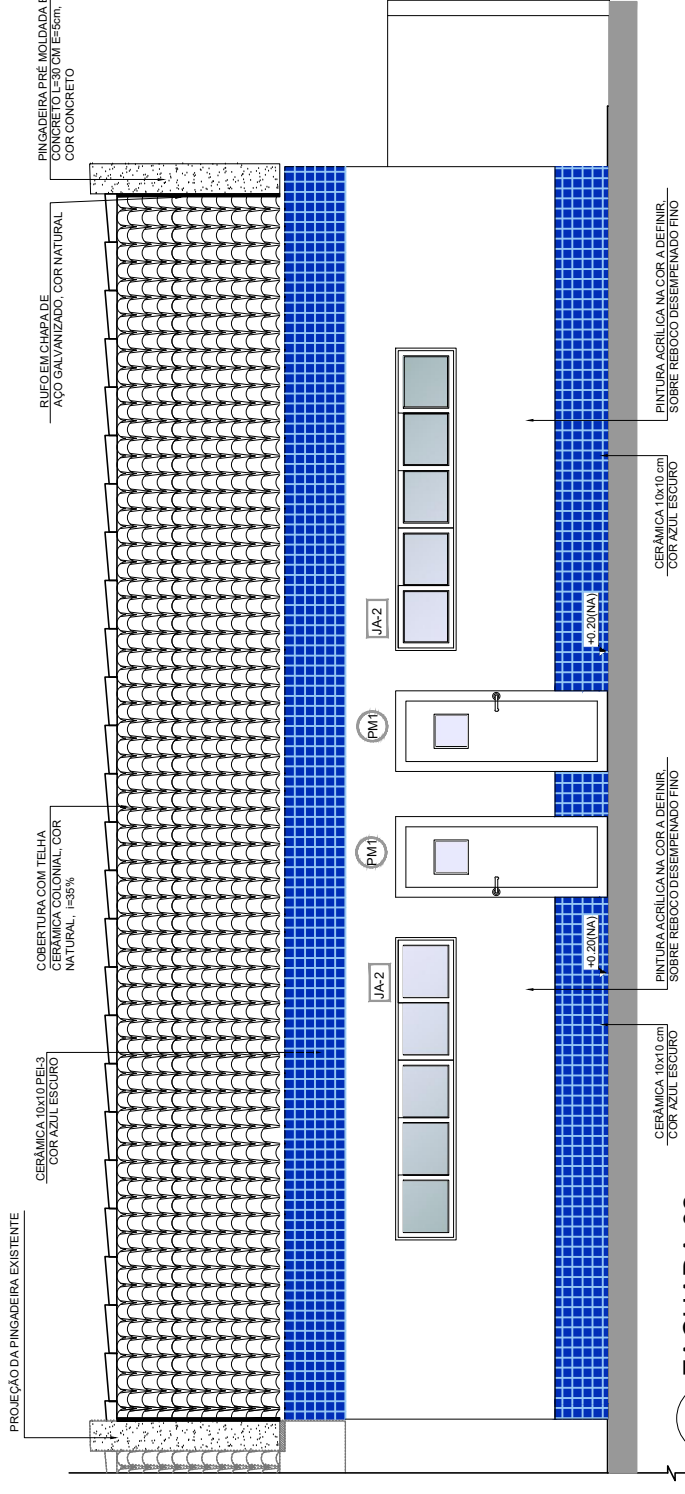 PROJEÇÃO DA PINGADEIRA EXISTENTE
CERÂMICA 10x10 PEI-3
COR AZUL ESCURO
COBERTURA COM TELHA
CERÂMICA COLONIAL, COR
NATURAL, i=35%
RUFO EM CHAPA DE
AÇO GALVANIZADO, COR NATURAL
PINGADEIRA PRÉ MOLDADA E
CONCRETO L=30 CM E=5cm,
COR CONCRETO
JA-2
PM1
PM1
JA-2
+0.20(NA)
+0.20(NA)
CERÂMICA 10x10 cm
COR AZUL ESCURO
PINTURA ACRÍLICA NA COR A DEFINIR,
SOBRE REBOCO DESEMPENADO FINO
CERÂMICA 10x10 cm
COR AZUL ESCURO
PINTURA ACRÍLICA NA COR A DEFINIR,
SOBRE REBOCO DESEMPENADO FINO